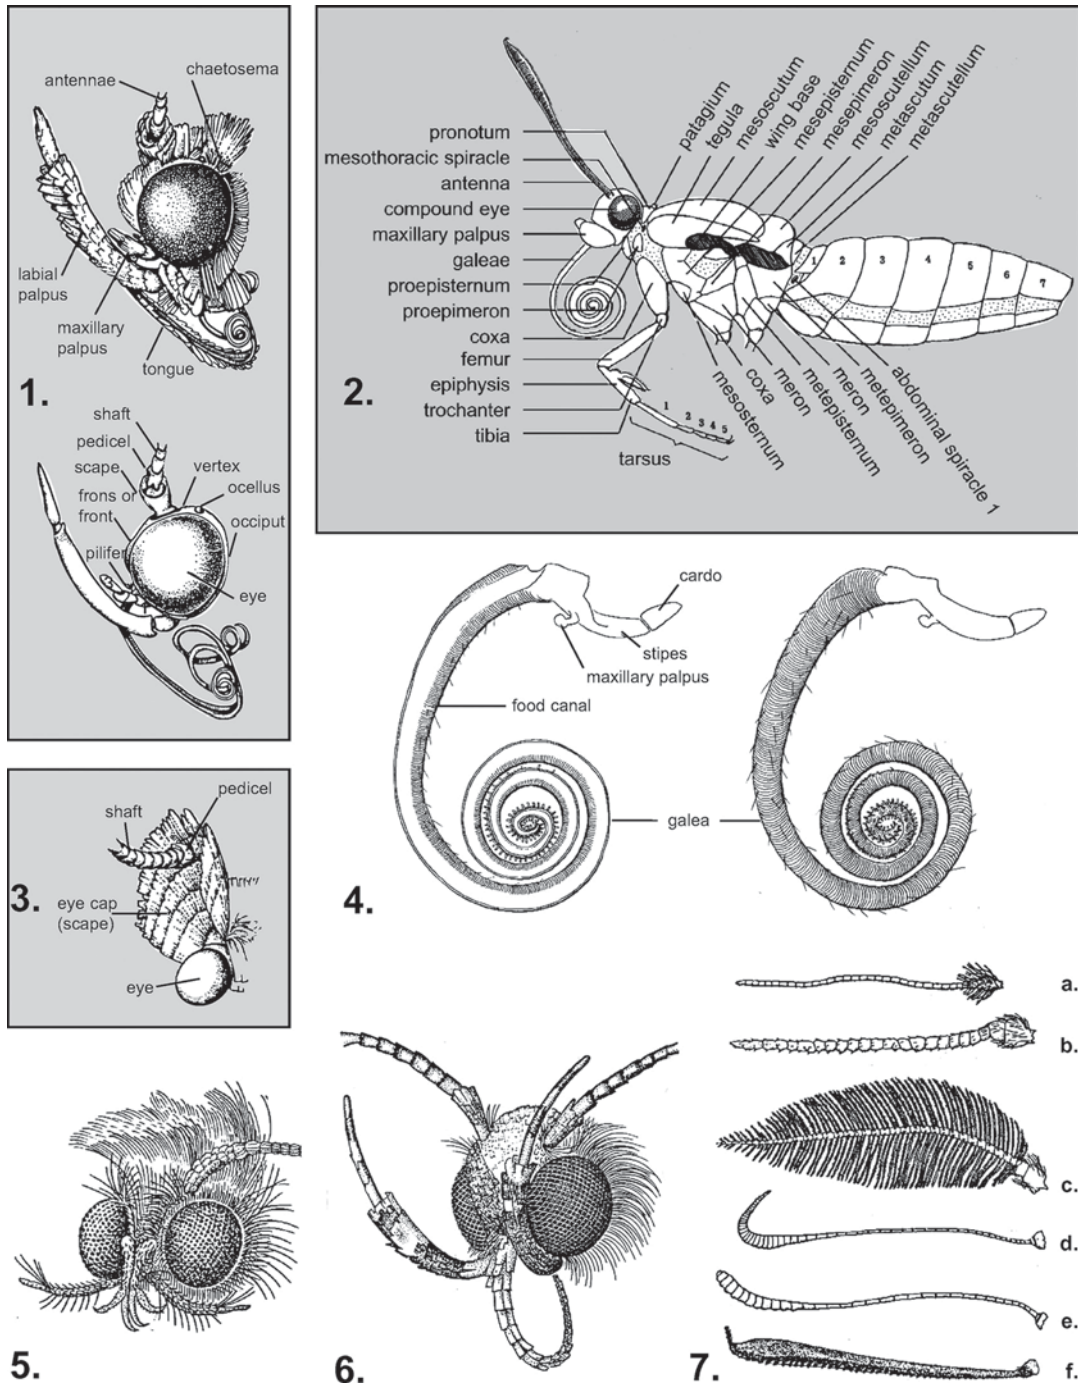 antennae
chaetosema
labial
palpus
maxillary
palpus
tongue
1.
shaft
pedicel
scape
vertex
ocellus
frons or
front
occiput
pilifer
eye
pronotum
mesothoracic spiracle
antenna
compound eye
maxillary palpus
galeae
proepisternum
proepimeron
coxa
femur
epiphysis
trochanter
tibia
patagium
tegula
mesoscutum
wing base
mesepisternum
mesepimeron
mesoscutellum
metascutum
metascutellum
1 2 3 4 5 6 7
1 2 3 4 5
tarsus
mesosternum
coxa
meron
metepisternum
meron
metepimeron
abdominal spiracle 1
2.
pedicel
shaft
eye cap
(scape)
eye
3.
cardo
stipes
maxillary palpus
food canal
galea
4.
5.
6.
a.
b.
c.
d.
e.
f.
7.